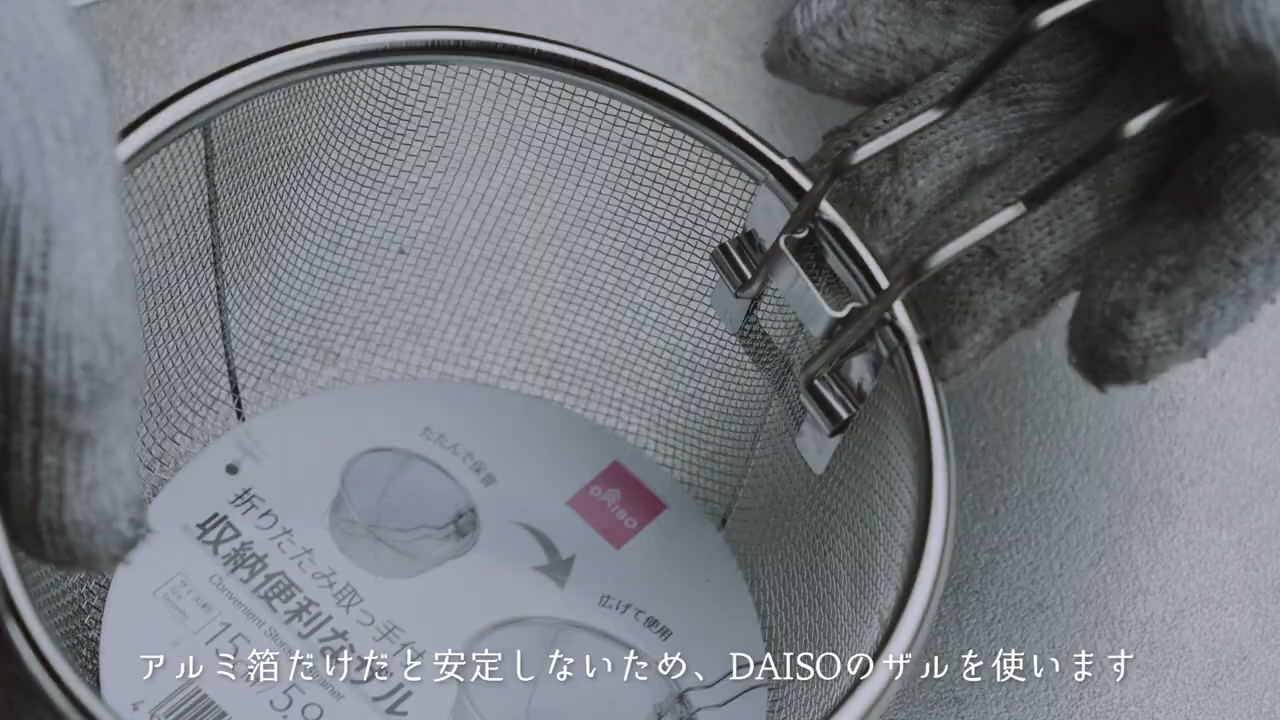 たたんで保管
DAISO
折りたたみ取っ手付
収納便利なザル
広げて使用
Convenient
アルミ箔だけだと安定しないため、DAISOのザルを使います